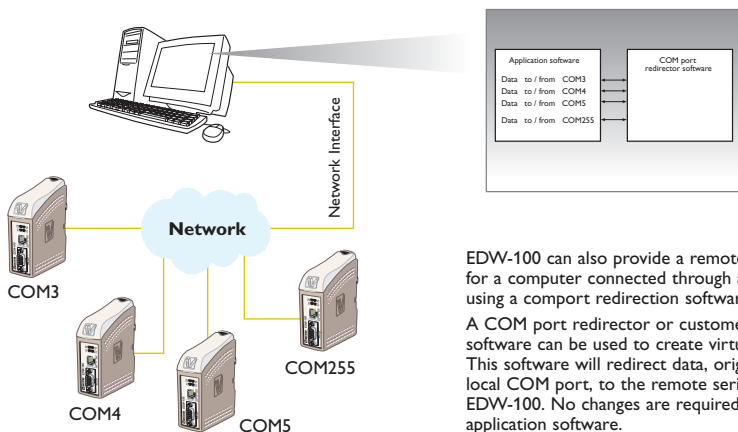 Application software
Data to / from COM3
Data to / from COM4
Data to / from COM5
Data to / from COM255
COM port
redirector software
Network Interface
Network
COM3
COM4
COM5
COM255
EDW-100 can also provide a remote
for a computer connected through
using a comport redirection softwar
A COM port redirector or custome
software can be used to create virtu
This software will redirect data, orig
local COM port, to the remote seri
EDW-100. No changes are required
application software.